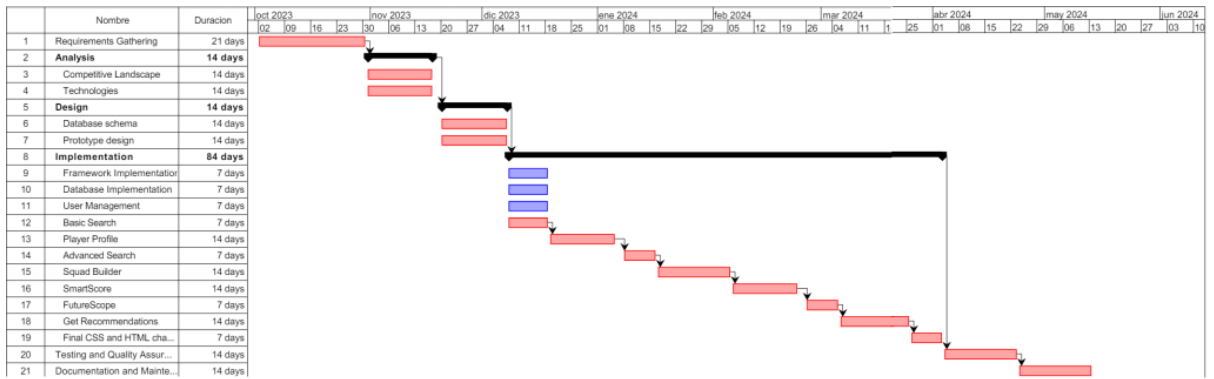 Nombre Duracion oct 2023 nov 2023 dic 2023 ene 2024 feb 2024 mar 2024 abr 2024 may 2024 jun 2024
02 09 16 23 30 06 13 20 27 04 11 18 25 01 08 15 22 29 05 12 19 26 04 11 1 25 01 08 15 22 29 06 13 20 27 03 10
1 Requirements Gathering 21 days
2 Analysis 14 days
3 Competitive Landscape 14 days
4 Technologies 14 days
5 Design 14 days
6 Database schema 14 days
7 Prototype design 14 days
8 Implementation 84 days
9 Framework Implementation 7 days
10 Database Implementation 7 days
11 User Management 7 days
12 Basic Search 7 days
13 Player Profile 14 days
14 Advanced Search 7 days
15 Squad Builder 14 days
16 SmartScore 14 days
17 FutureScope 7 days
18 Get Recommendations 14 days
19 Final CSS and HTML cha... 7 days
20 Testing and Quality Assur... 14 days
21 Documentation and Mainte... 14 days